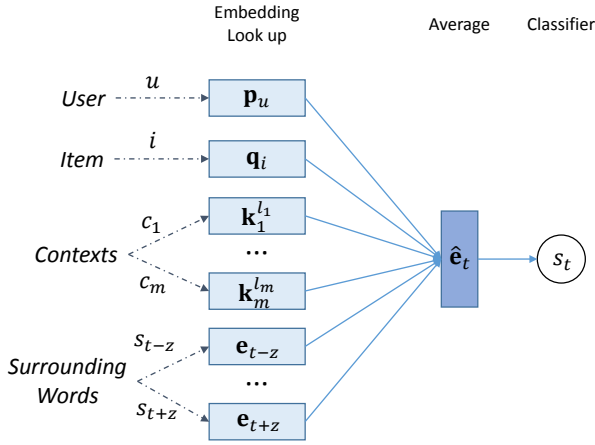 Embedding
Look up
Average
Classifier
User
u
p_u
Item
i
q_i
Contexts
c_1
k_1^{l_1}
...
c_m
k_m^{l_m}
ê_t
s_t
Surrounding
Words
s_{t-z}
e_{t-z}
...
s_{t+z}
e_{t+z}